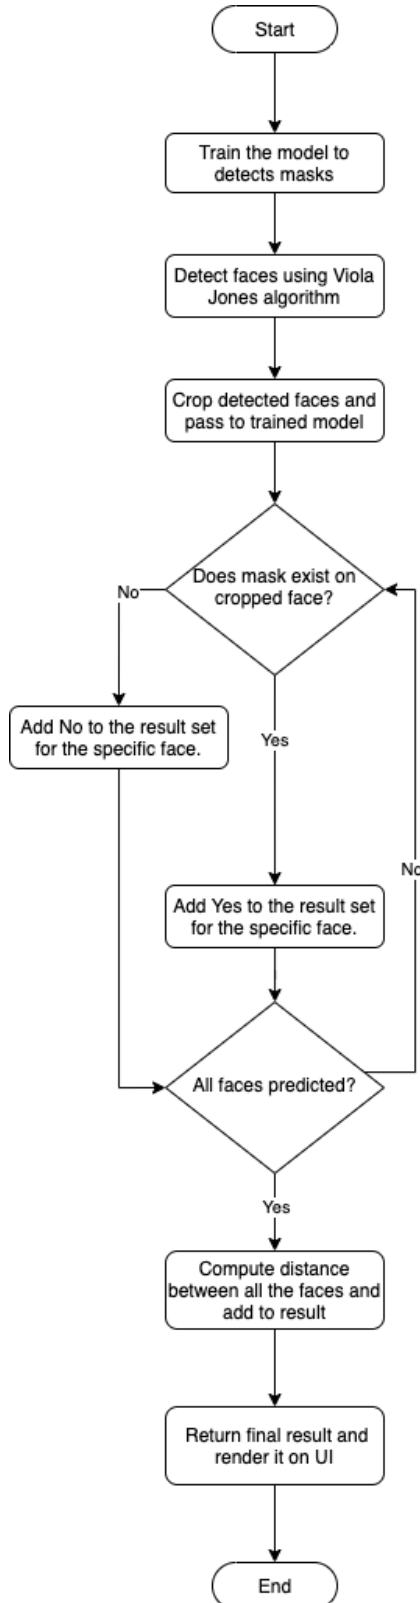 Start
Train the model to
detects masks
Detect faces using Viola
Jones algorithm
Crop detected faces and
pass to trained model
Does mask exist on
cropped face?
No
Add No to the result set
for the specific face.
Yes
No
Add Yes to the result set
for the specific face.
All faces predicted?
Yes
Compute distance
between all the faces and
add to result
Return final result and
render it on UI
End